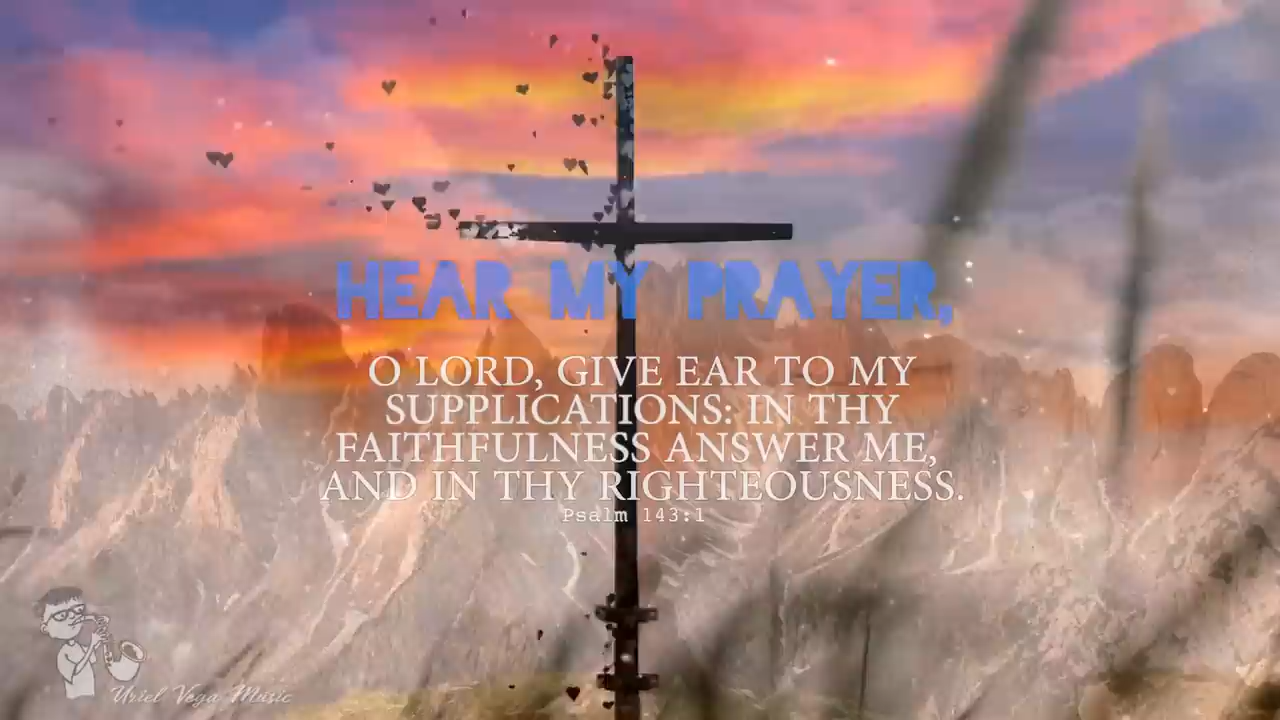 HEAR MY PRAYER,
O LORD, GIVE EAR TO MY
SUPPLICATIONS: IN THY
FAITHFULNESS ANSWER ME,
AND IN THY RIGHTEOUSNESS.
Psalm 143:1
Uriel Vega Music